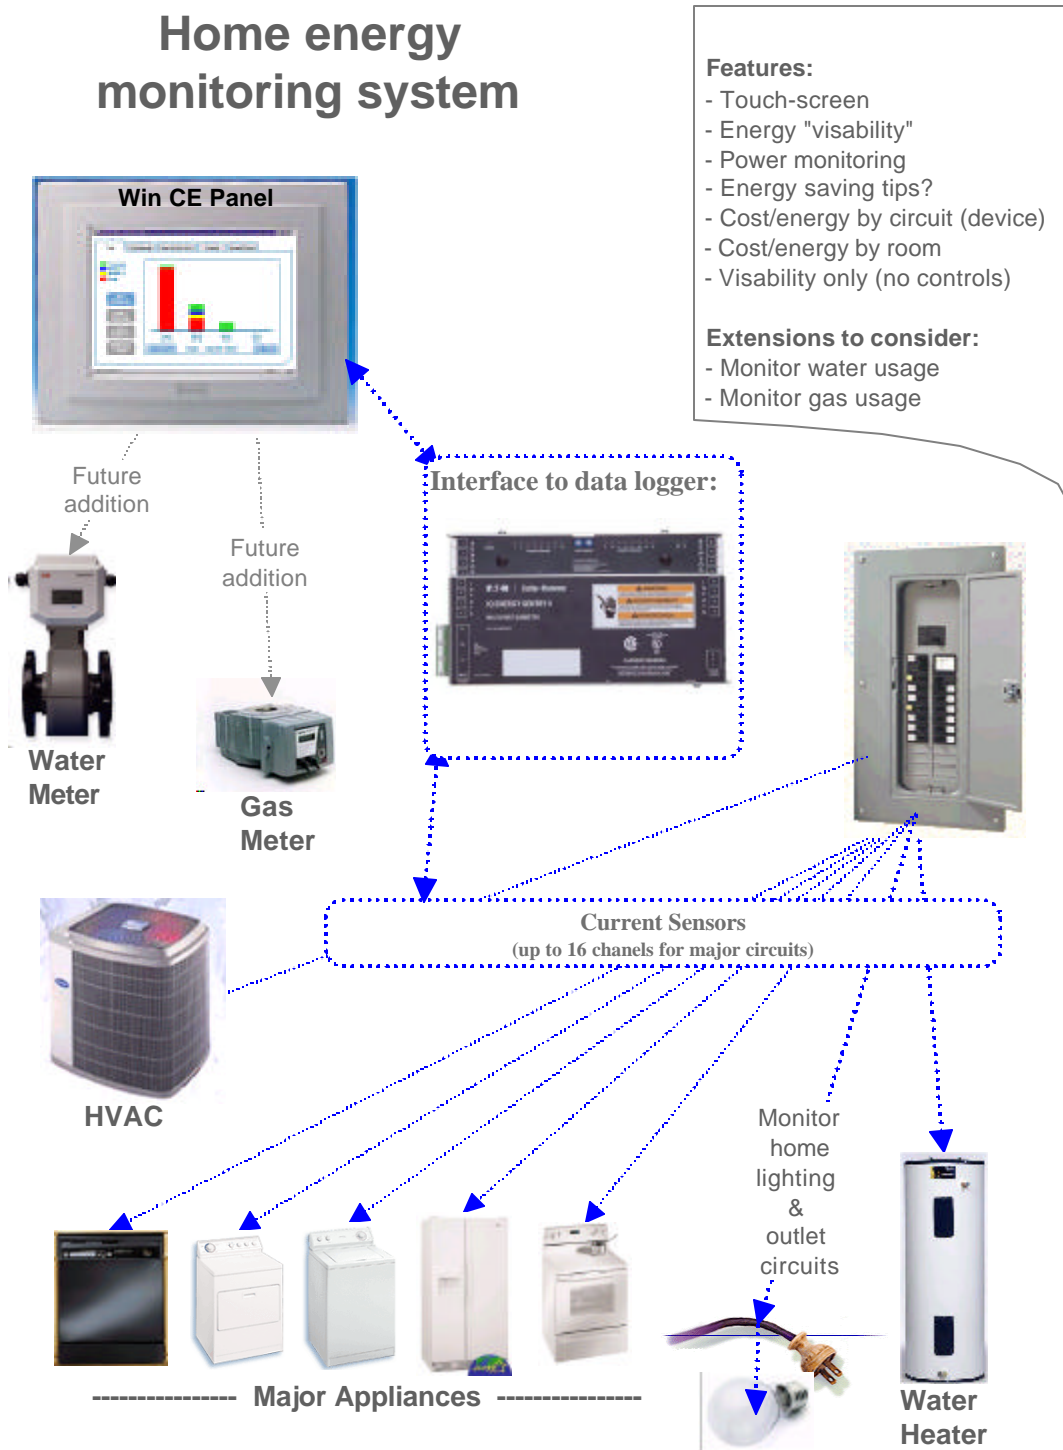 Home energy
monitoring system
Features:
- Touch-screen
- Energy "visability"
- Power monitoring
- Energy saving tips?
- Cost/energy by circuit (device)
- Cost/energy by room
- Visability only (no controls)
Extensions to consider:
- Monitor water usage
- Monitor gas usage
Win CE Panel
Future
addition
Future
addition
Interface to data logger:
Water
Meter
Gas
Meter
Current Sensors
(up to 16 chanels for major circuits)
HVAC
Monitor
home
lighting
&
outlet
circuits
---------------- Major Appliances ----------------
Water
Heater